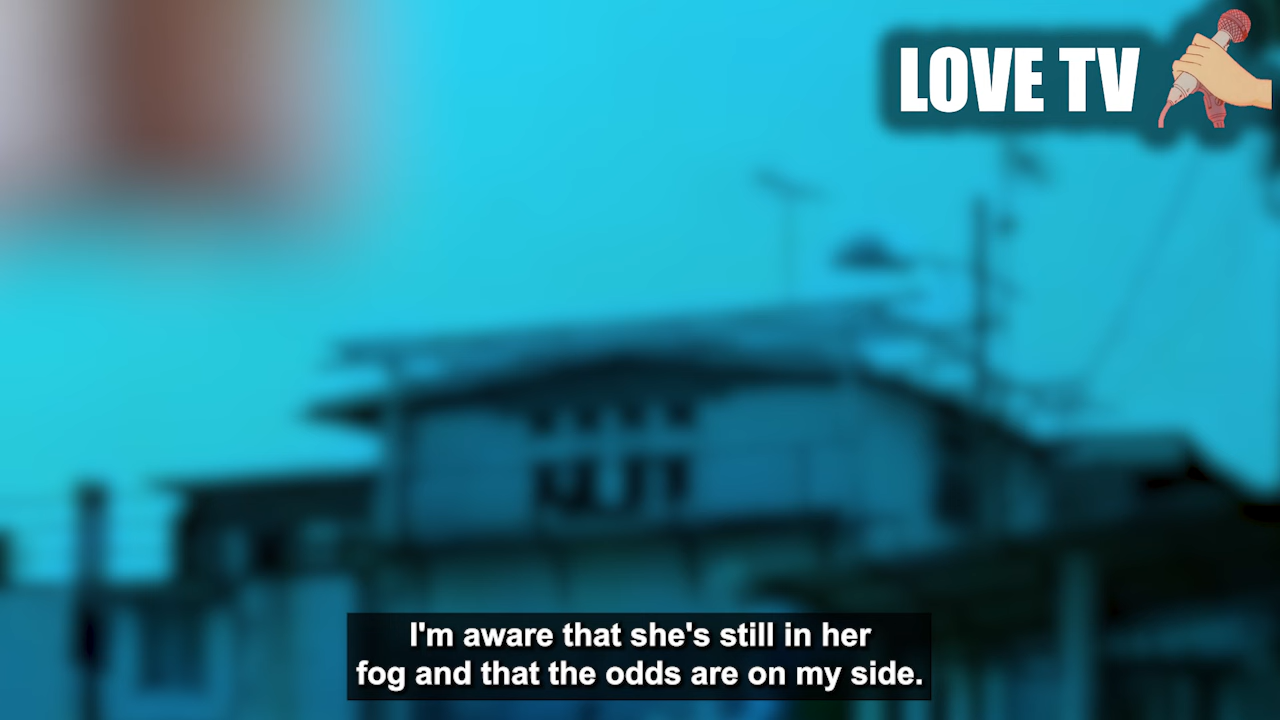 LOVE TV
I'm aware that she's still in her
fog and that the odds are on my side.